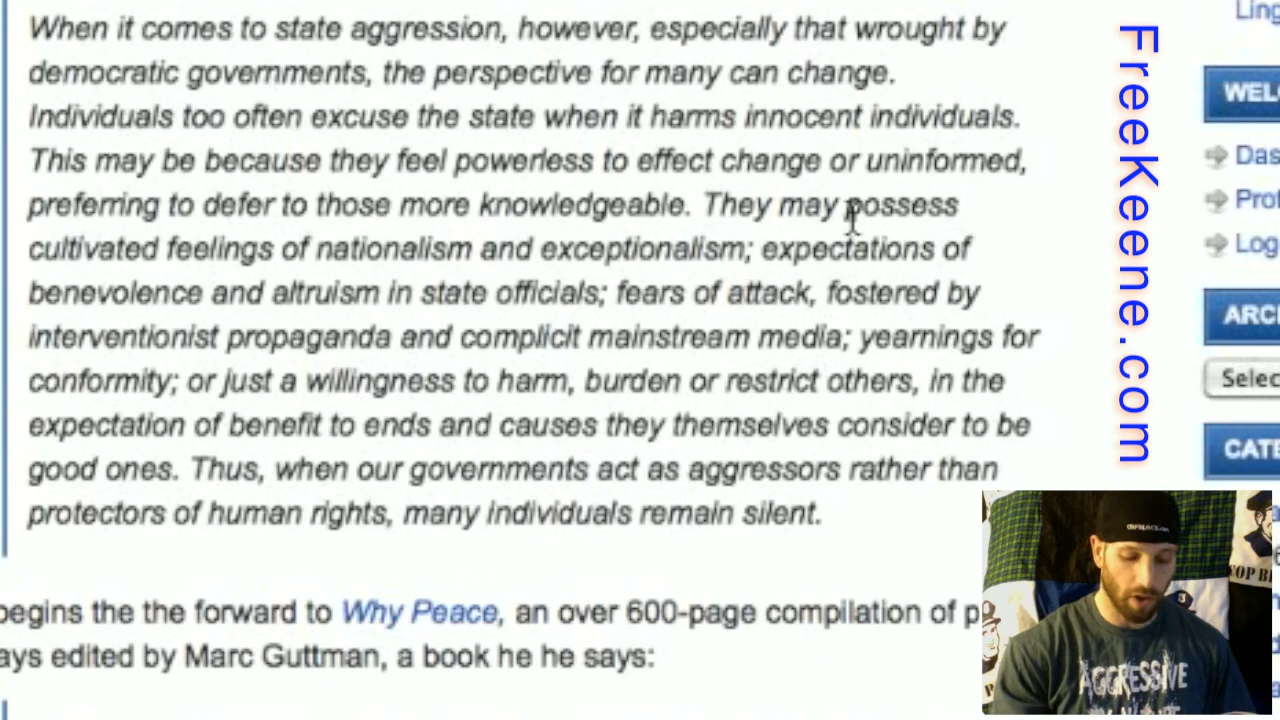 When it comes to state aggression, however, especially that wrought by
democratic governments, the perspective for many can change.
Individuals too often excuse the state when it harms innocent individuals.
This may be because they feel powerless to effect change or uninformed,
preferring to defer to those more knowledgeable. They may possess
cultivated feelings of nationalism and exceptionalism; expectations of
benevolence and altruism in state officials; fears of attack, fostered by
interventionist propaganda and complicit mainstream media; yearnings for
conformity; or just a willingness to harm, burden or restrict others, in the
expectation of benefit to ends and causes they themselves consider to be
good ones. Thus, when our governments act as aggressors rather than
protectors of human rights, many individuals remain silent.
begins the the forward to Why Peace, an over 600-page compilation of p
ays edited by Marc Guttman, a book he he says:
FreeKeene.com
Ling
WELC
Das
Prof
Log
ARCI
Selec
CATE
COP BL
AGGRESSIVE